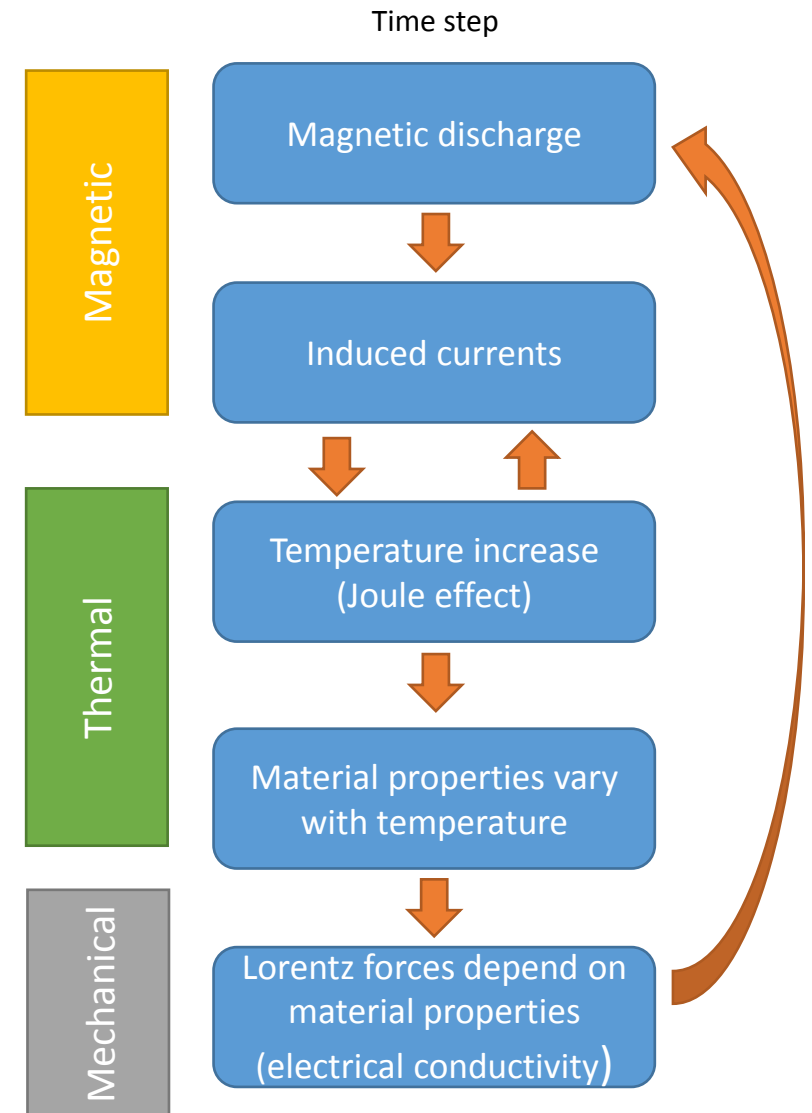 Time step
Magnetic
Magnetic discharge
Induced currents
Thermal
Temperature increase
(Joule effect)
Material properties vary
with temperature
Mechanical
Lorentz forces depend on
material properties
(electrical conductivity)